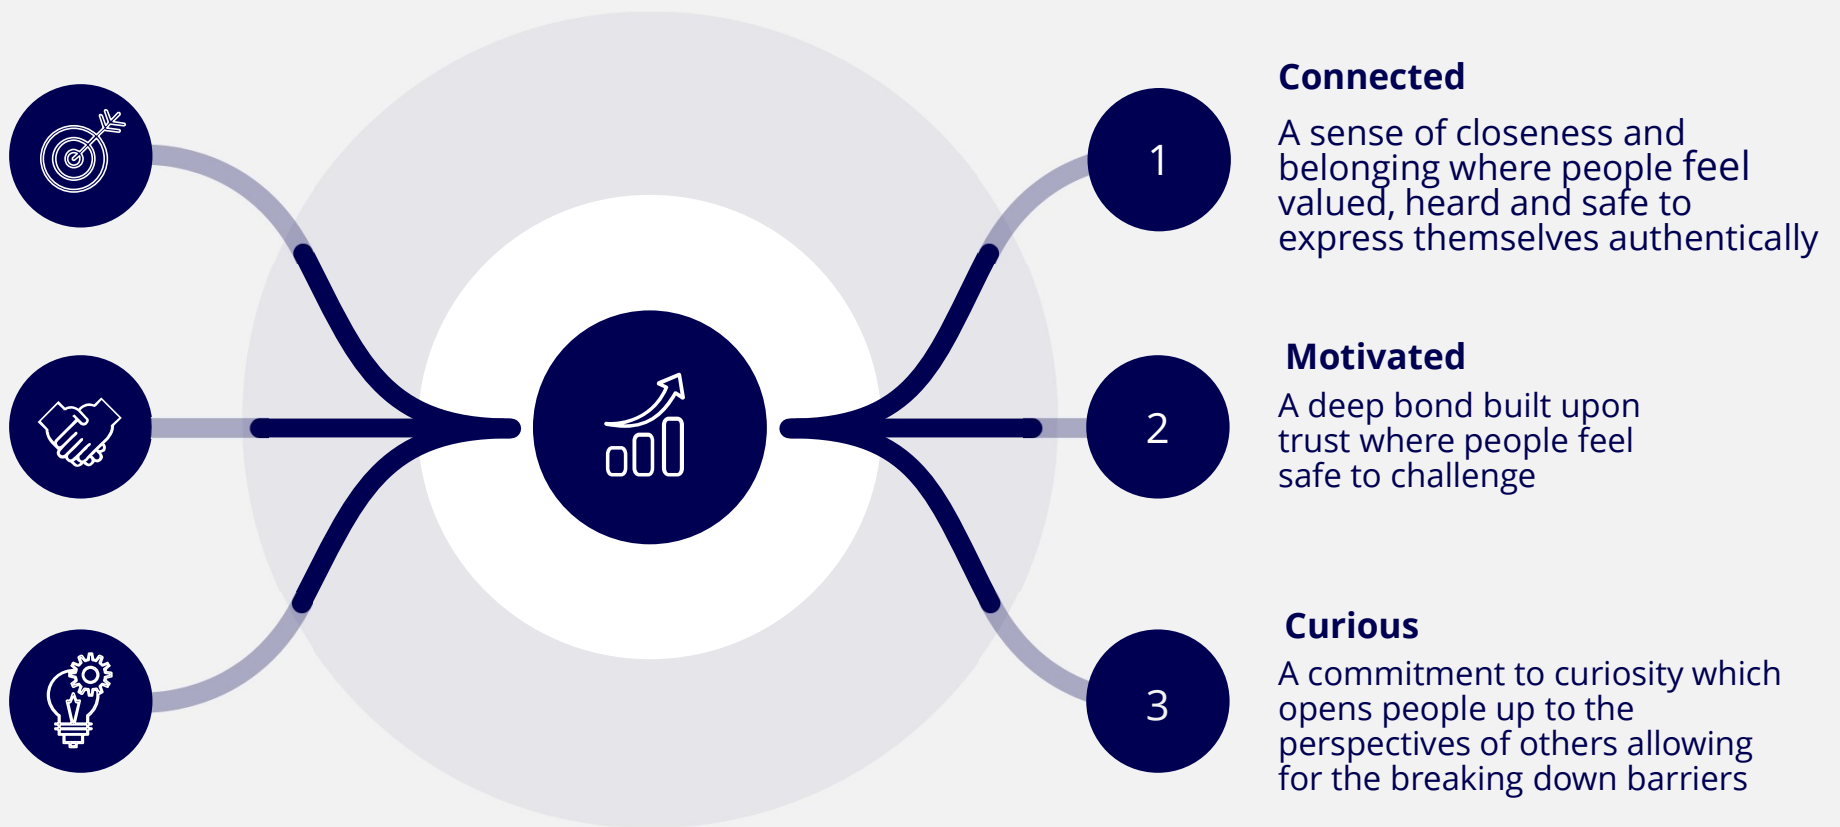 1
Connected
A sense of closeness and
belonging where people feel
valued, heard and safe to
express themselves authentically
2
Motivated
A deep bond built upon
trust where people feel
safe to challenge
3
Curious
A commitment to curiosity which
opens people up to the
perspectives of others allowing
for the breaking down barriers